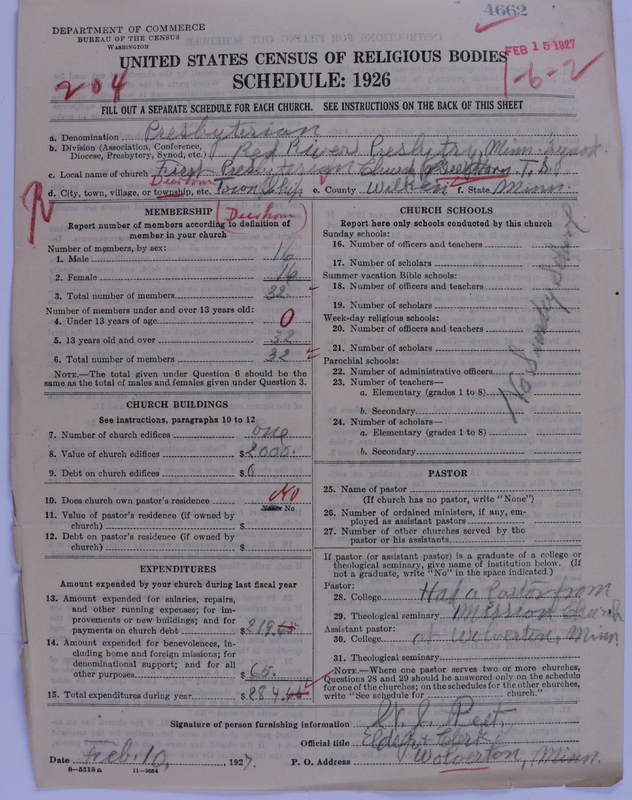 4662
DEPARTMENT OF COMMERCE
BUREAU OF THE CENSUS
WASHINGTON
FEB 15 1927
UNITED STATES CENSUS OF RELIGIOUS BODIES
1-6-2
204
SCHEDULE: 1926
FILL OUT A SEPARATE SCHEDULE FOR EACH CHURCH. SEE INSTRUCTIONS ON THE BACK OF THIS SHEET
a. Denomination Presbyterian
b. Division (Association, Conference, Diocese, Presbytery, Synod, etc.) Red River Presbytry, Minn.
c. Local name of church First Presbyterian Church
d. City, town, village, or township, etc. Township e. County Wilkin f. State Minn.
MEMBERSHIP
Report number of members according to definition of
member in your church
Number of members, by sex:
1. Male 16
2. Female 16
3. Total number of members 32
Number of members under and over 13 years old:
4. Under 13 years of age 0
5. 13 years old and over 32
6. Total number of members 32
NOTE.—The total given under Question 6 should be the
same as the total of males and females given under Question 3.
CHURCH BUILDINGS
See instructions, paragraphs 10 to 12
7. Number of church edifices one
8. Value of church edifices $2000.
9. Debt on church edifices $0
10. Does church own pastor's residence No
Yes or No
11. Value of pastor's residence (if owned by
church) $
12. Debt on pastor's residence (if owned by
church) $
EXPENDITURES
Amount expended by your church during last fiscal year
13. Amount expended for salaries, repairs,
and other running expenses; for im-
provements or new buildings; and for
payments on church debt $219.65
14. Amount expended for benevolences, in-
cluding home and foreign missions; for
denominational support; and for all
other purposes $65.
15. Total expenditures during year $284.65
CHURCH SCHOOLS
Report here only schools conducted by this church
Sunday schools:
16. Number of officers and teachers
17. Number of scholars
Summer vacation Bible schools:
18. Number of officers and teachers
19. Number of scholars
Week-day religious schools:
20. Number of officers and teachers
21. Number of scholars
Parochial schools:
22. Number of administrative officers
23. Number of teachers—
a. Elementary (grades 1 to 8)
b. Secondary
24. Number of scholars—
a. Elementary (grades 1 to 8)
b. Secondary
No Sunday School
PASTOR
25. Name of pastor
(If church has no pastor, write "None")
26. Number of ordained ministers, if any, em-
ployed as assistant pastors
27. Number of other churches served by the
pastor or his assistants
If pastor (or assistant pastor) is a graduate of a college or
theological seminary, give name of institution below. (If
not a graduate, write "No" in the space indicated.)
Pastor:
28. College Had a Pastor from
29. Theological seminary Mission Church
Assistant pastor:
30. College at Wolverton, Minn.
31. Theological seminary
NOTE.—Where one pastor serves two or more churches,
Questions 28 and 29 should be answered only on the schedule
for one of the churches; on the schedules for the other churches,
write "See schedule for church."
Signature of person furnishing information
Official title Elder & Clerk
Date Feb. 10, 1927. P. O. Address Wolverton, Minn.
8-5518 a 11-9654